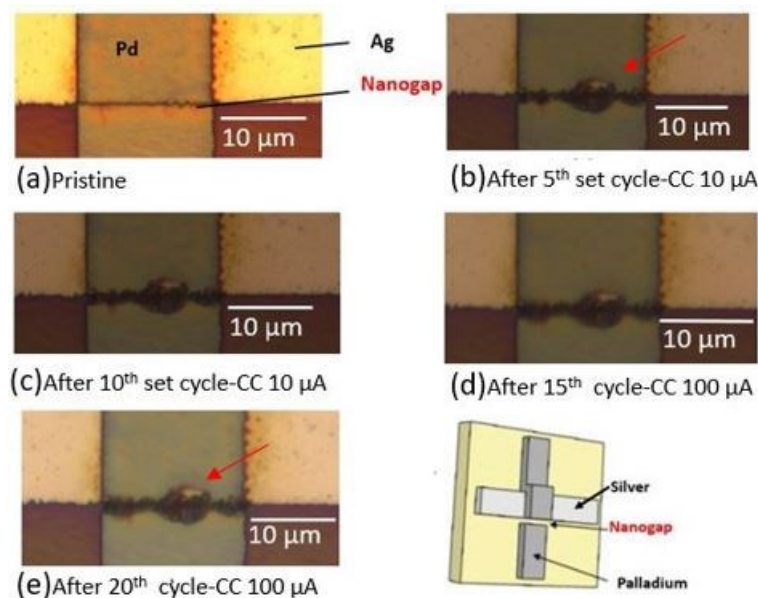 Pd
Ag
Nanogap
10 µm
(a)Pristine
10 µm
(b)After 5th set cycle-CC 10 µA
10 µm
(c)After 10th set cycle-CC 10 µA
10 µm
(d)After 15th cycle-CC 100 µA
10 µm
(e)After 20th cycle-CC 100 µA
Silver
Nanogap
Palladium